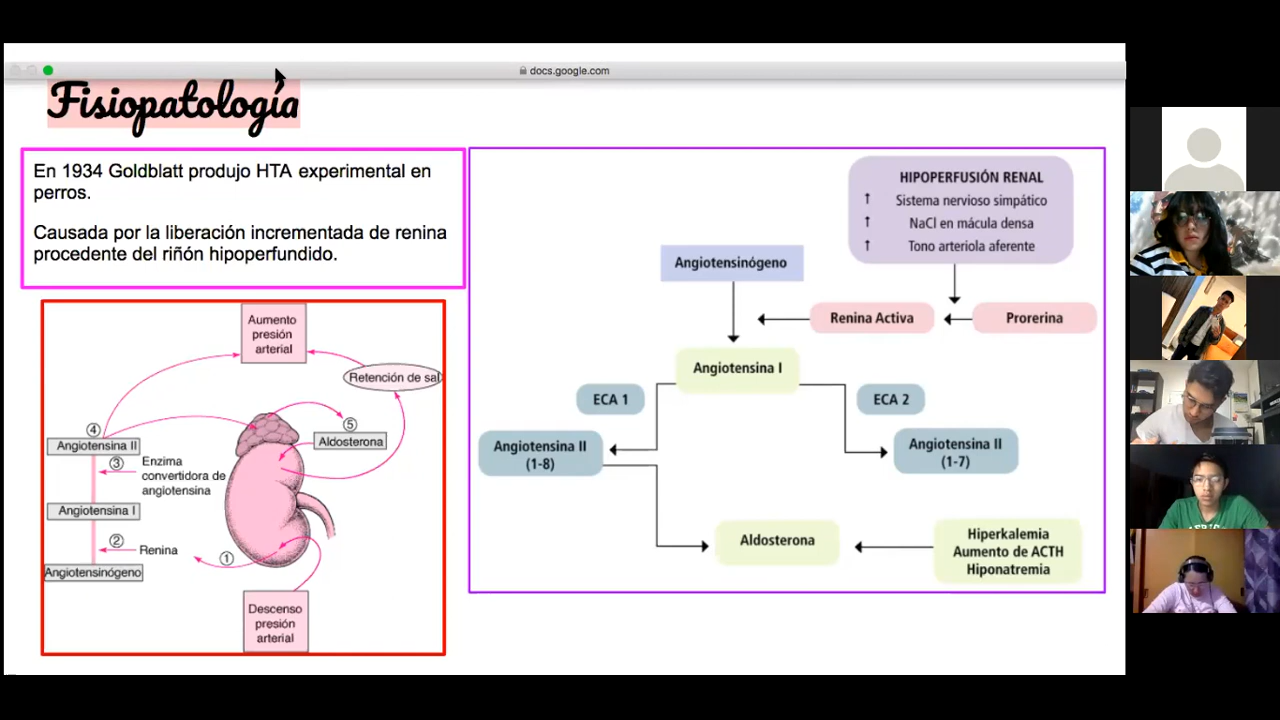 docs.google.com
Fisiopatología
En 1934 Goldblatt produjo HTA experimental en
perros.
Causada por la liberación incrementada de renina
procedente del riñón hipoperfundido.
Aumento
presión
arterial
Retención de sal
④
Angiotensina II
⑤
Aldosterona
③
Enzima
convertidora de
angiotensina
Angiotensina I
②
Renina
①
Angiotensinógeno
Descenso
presión
arterial
HIPOPERFUSIÓN RENAL
↑ Sistema nervioso simpático
↑ NaCl en mácula densa
↑ Tono arteriola aferente
Angiotensinógeno
Renina Activa
Prorerina
Angiotensina I
ECA 1
ECA 2
Angiotensina II
(1-8)
Angiotensina II
(1-7)
Aldosterona
Hiperkalemia
Aumento de ACTH
Hiponatremia